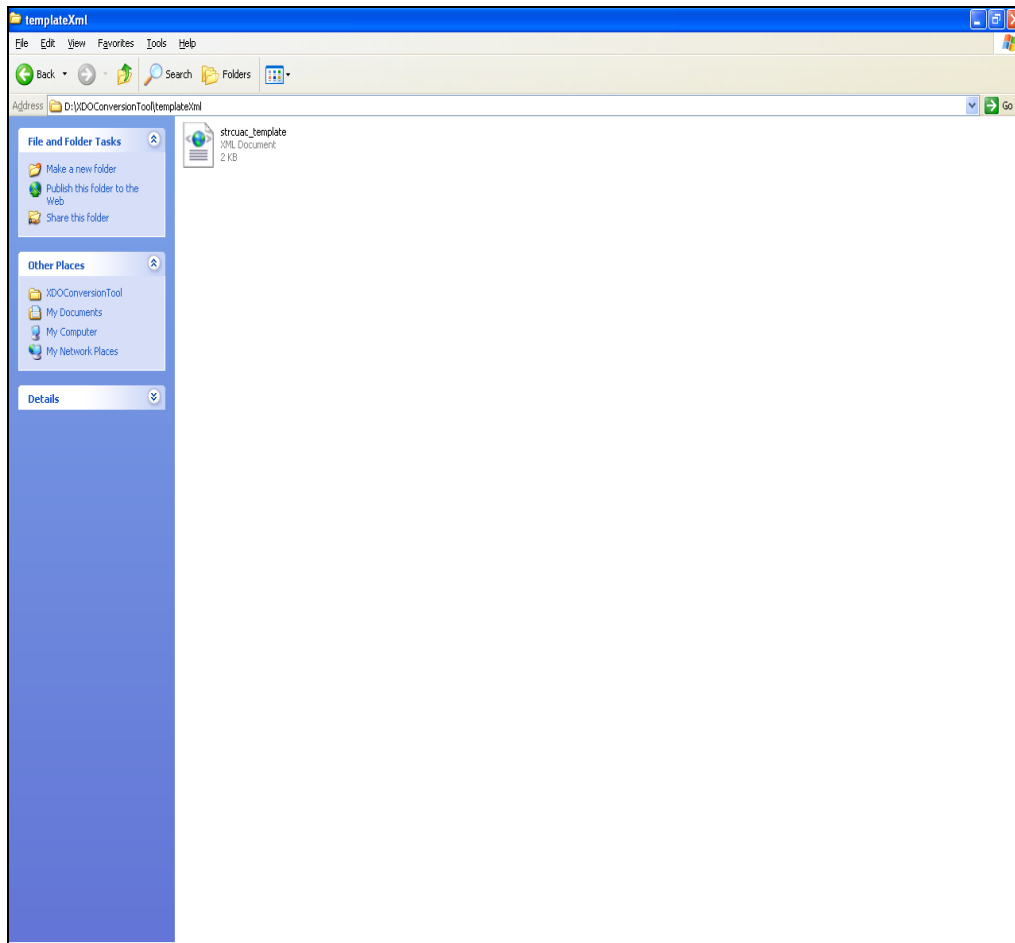 templateXml
File Edit View Favorites Tools Help
Back Search Folders
Address D:\XDOConversionTool\templateXml Go
File and Folder Tasks
Make a new folder
Publish this folder to the
Web
Share this folder
Other Places
XDOConversionTool
My Documents
My Computer
My Network Places
Details
strcuac_template
XML Document
2 KB